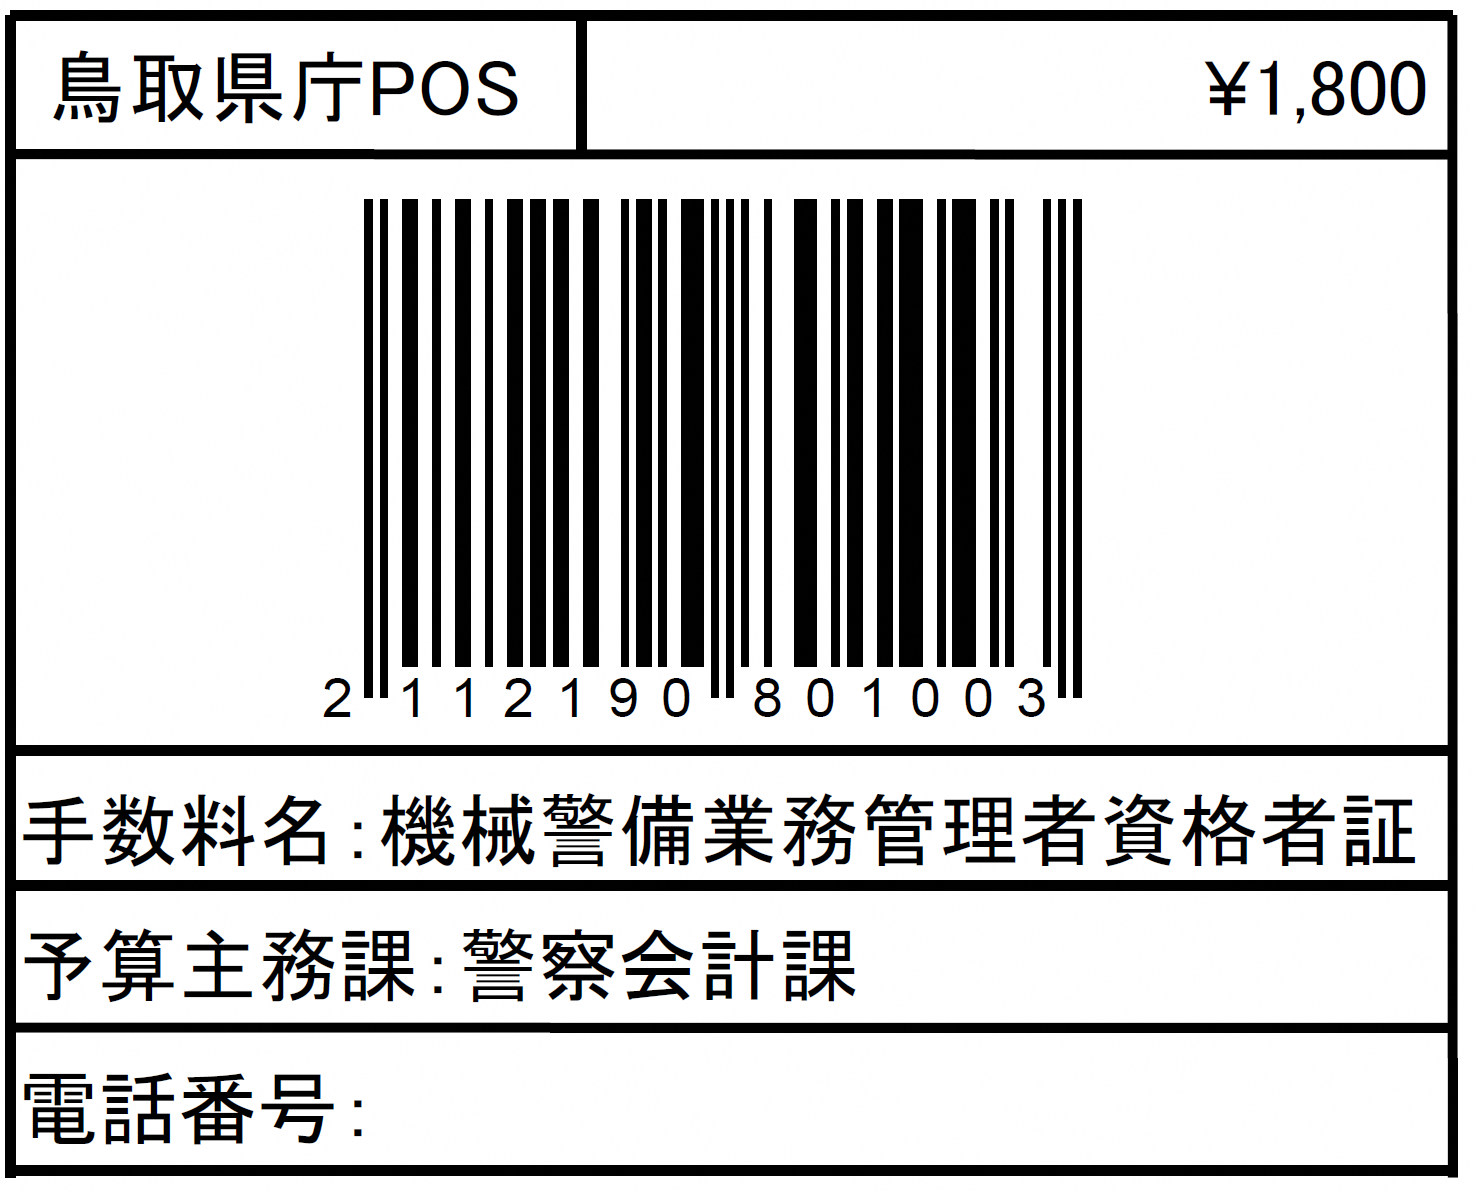 鳥取県庁POS
¥1,800
2 112190 801003
手数料名:機械警備業務管理者資格者証
予算主務課:警察会計課
電話番号: